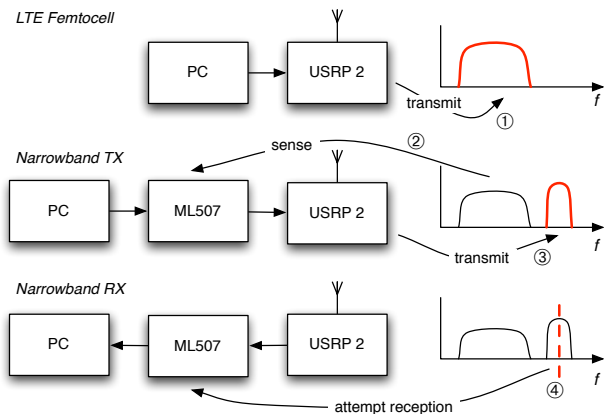 LTE Femtocell
PC
USRP 2
transmit
①
f
Narrowband TX
sense
②
PC
ML507
USRP 2
transmit
③
f
Narrowband RX
PC
ML507
USRP 2
attempt reception
④
f